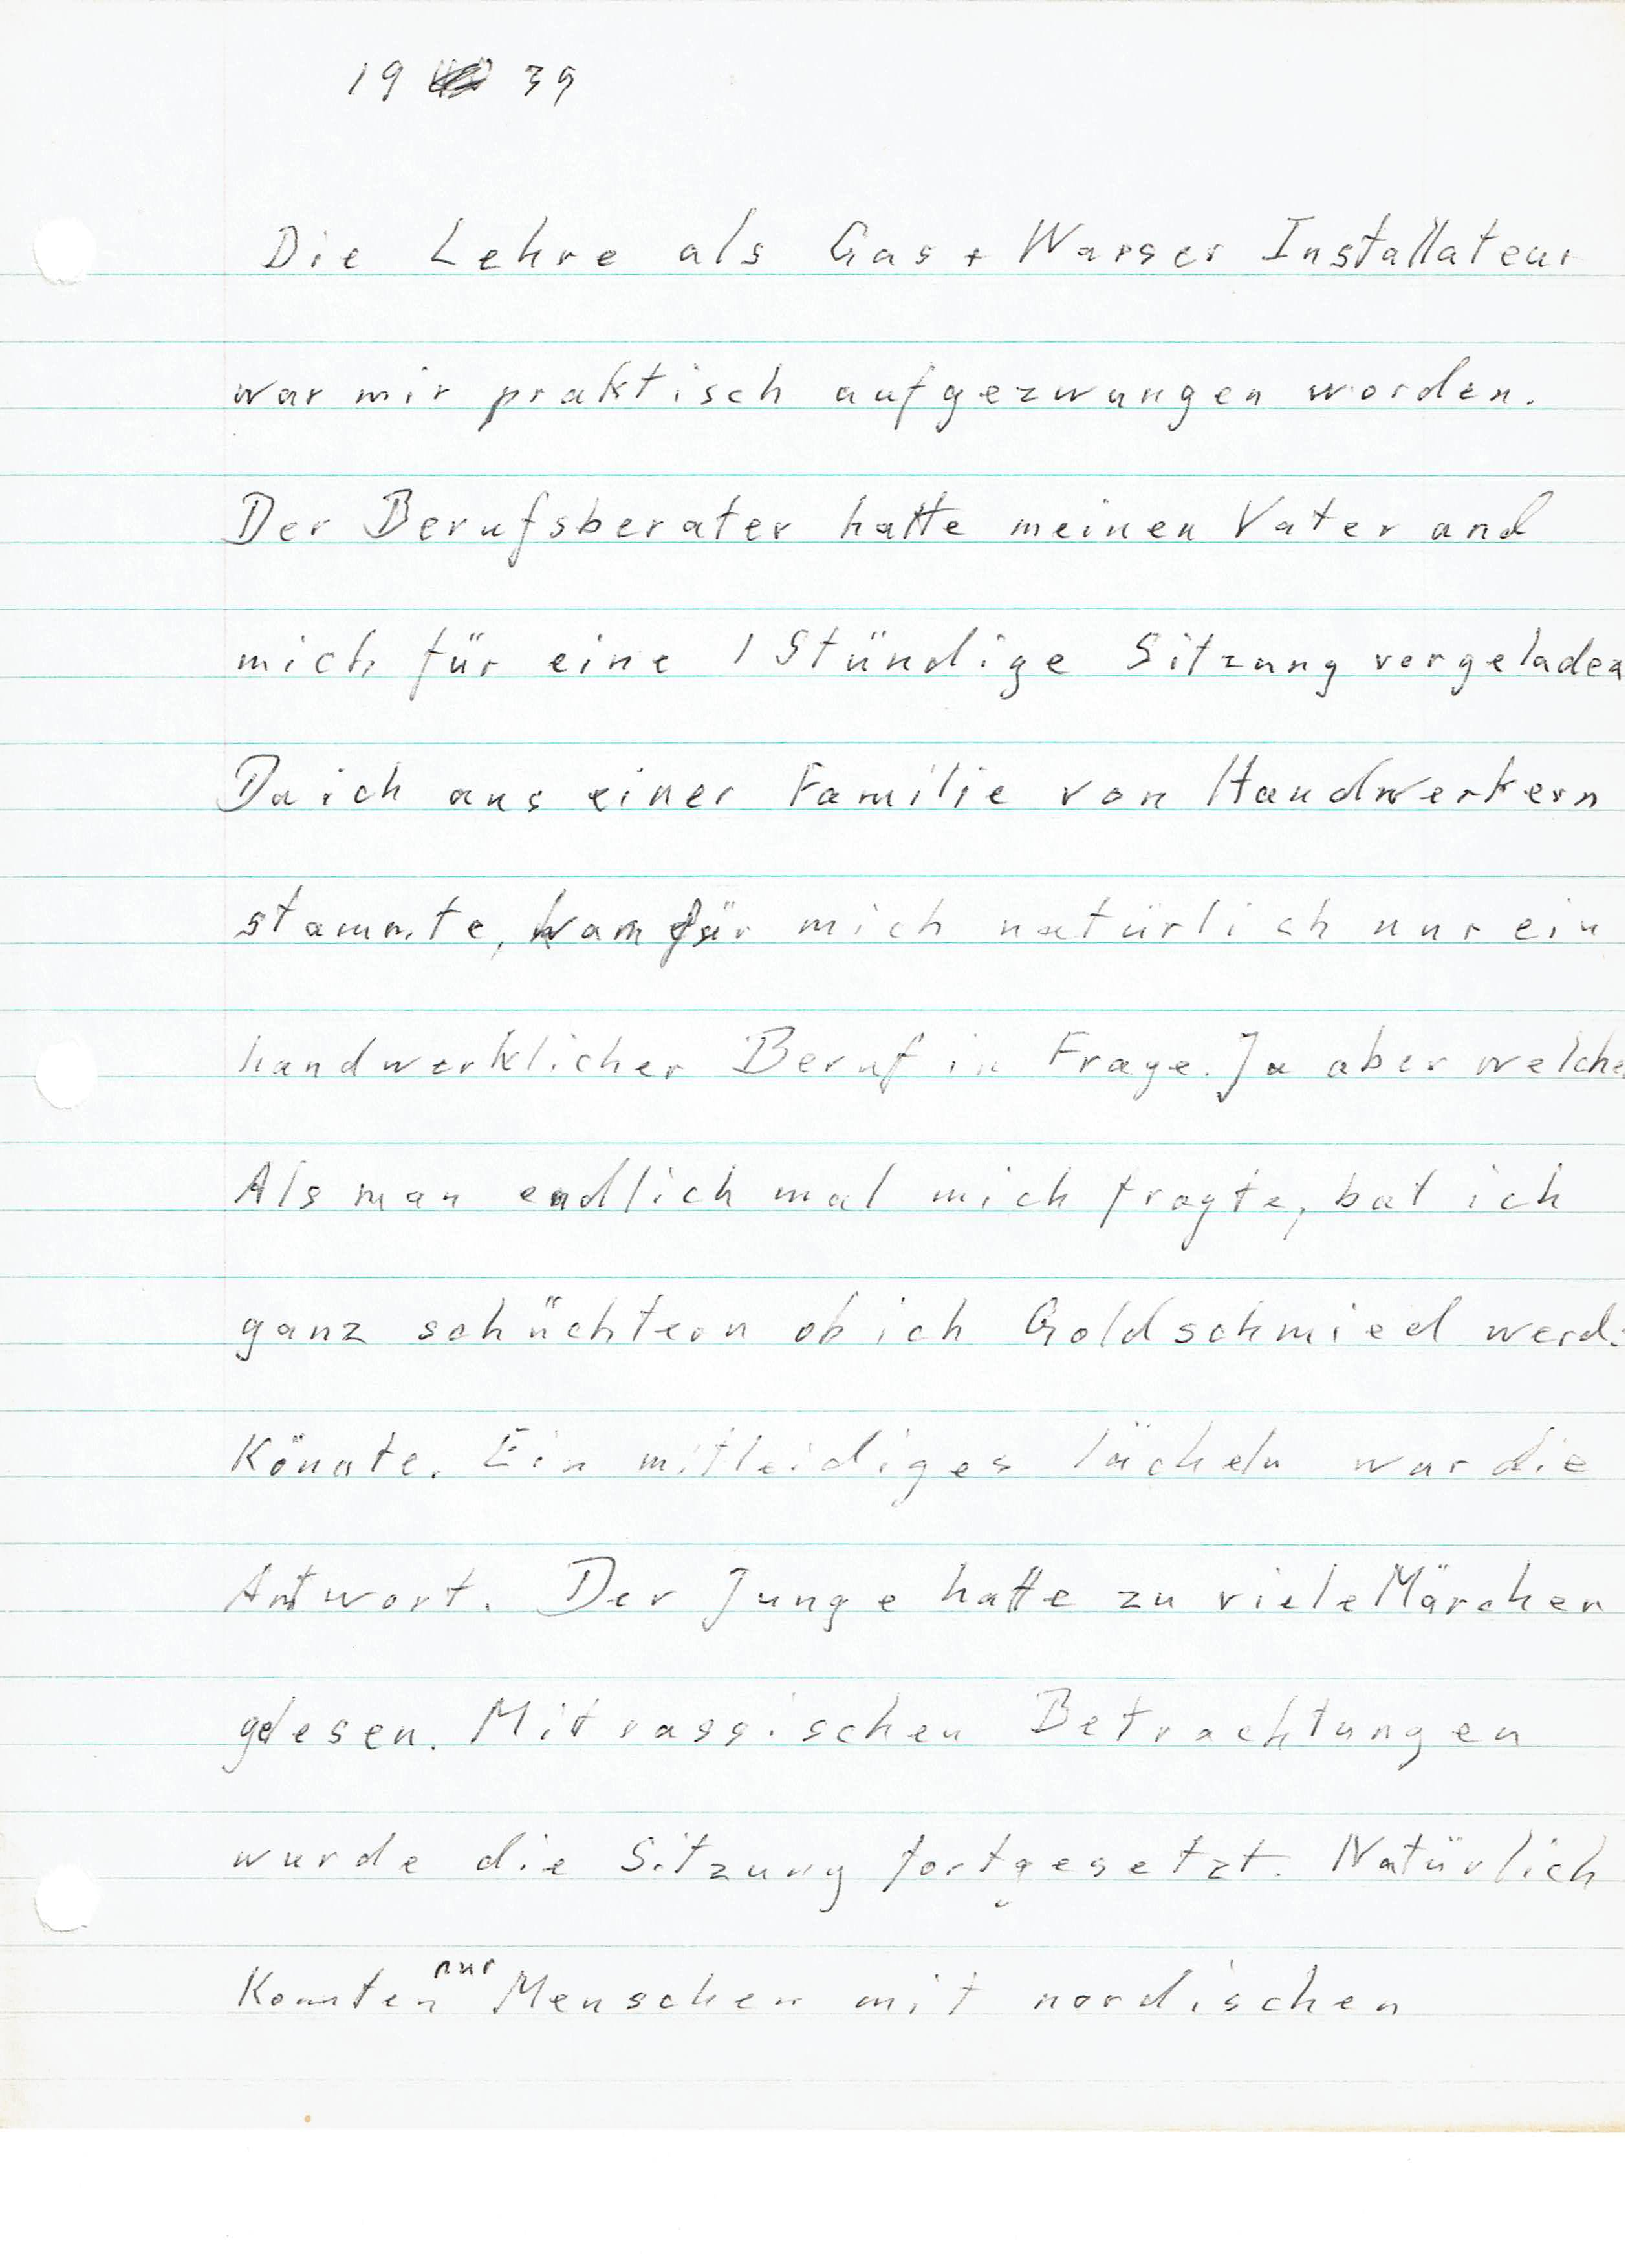 19 39
Die Lehre als Gas + Wasser Installateur
war mir praktisch aufgezwungen worden.
Der Berufsberater hatte meinen Vater und
mich für eine 1 Stündige Sitzung vorgeladen
Da ich aus einer Familie von Handwerkern
stammte, kam für mich natürlich nur ein
handwerklicher Beruf in Frage. Ja aber welche
Als man endlich mal mich fragte, bat ich
ganz schüchtern ob ich Goldschmied werde
Könnte. Ein mitleidiges lächeln war die
Antwort. Der Junge hatte zu viele Märchen
gelesen. Mit rassischen Betrachtungen
wurde die Sitzung fortgesetzt. Natürlich
Konnten nur Menschen mit nordischen